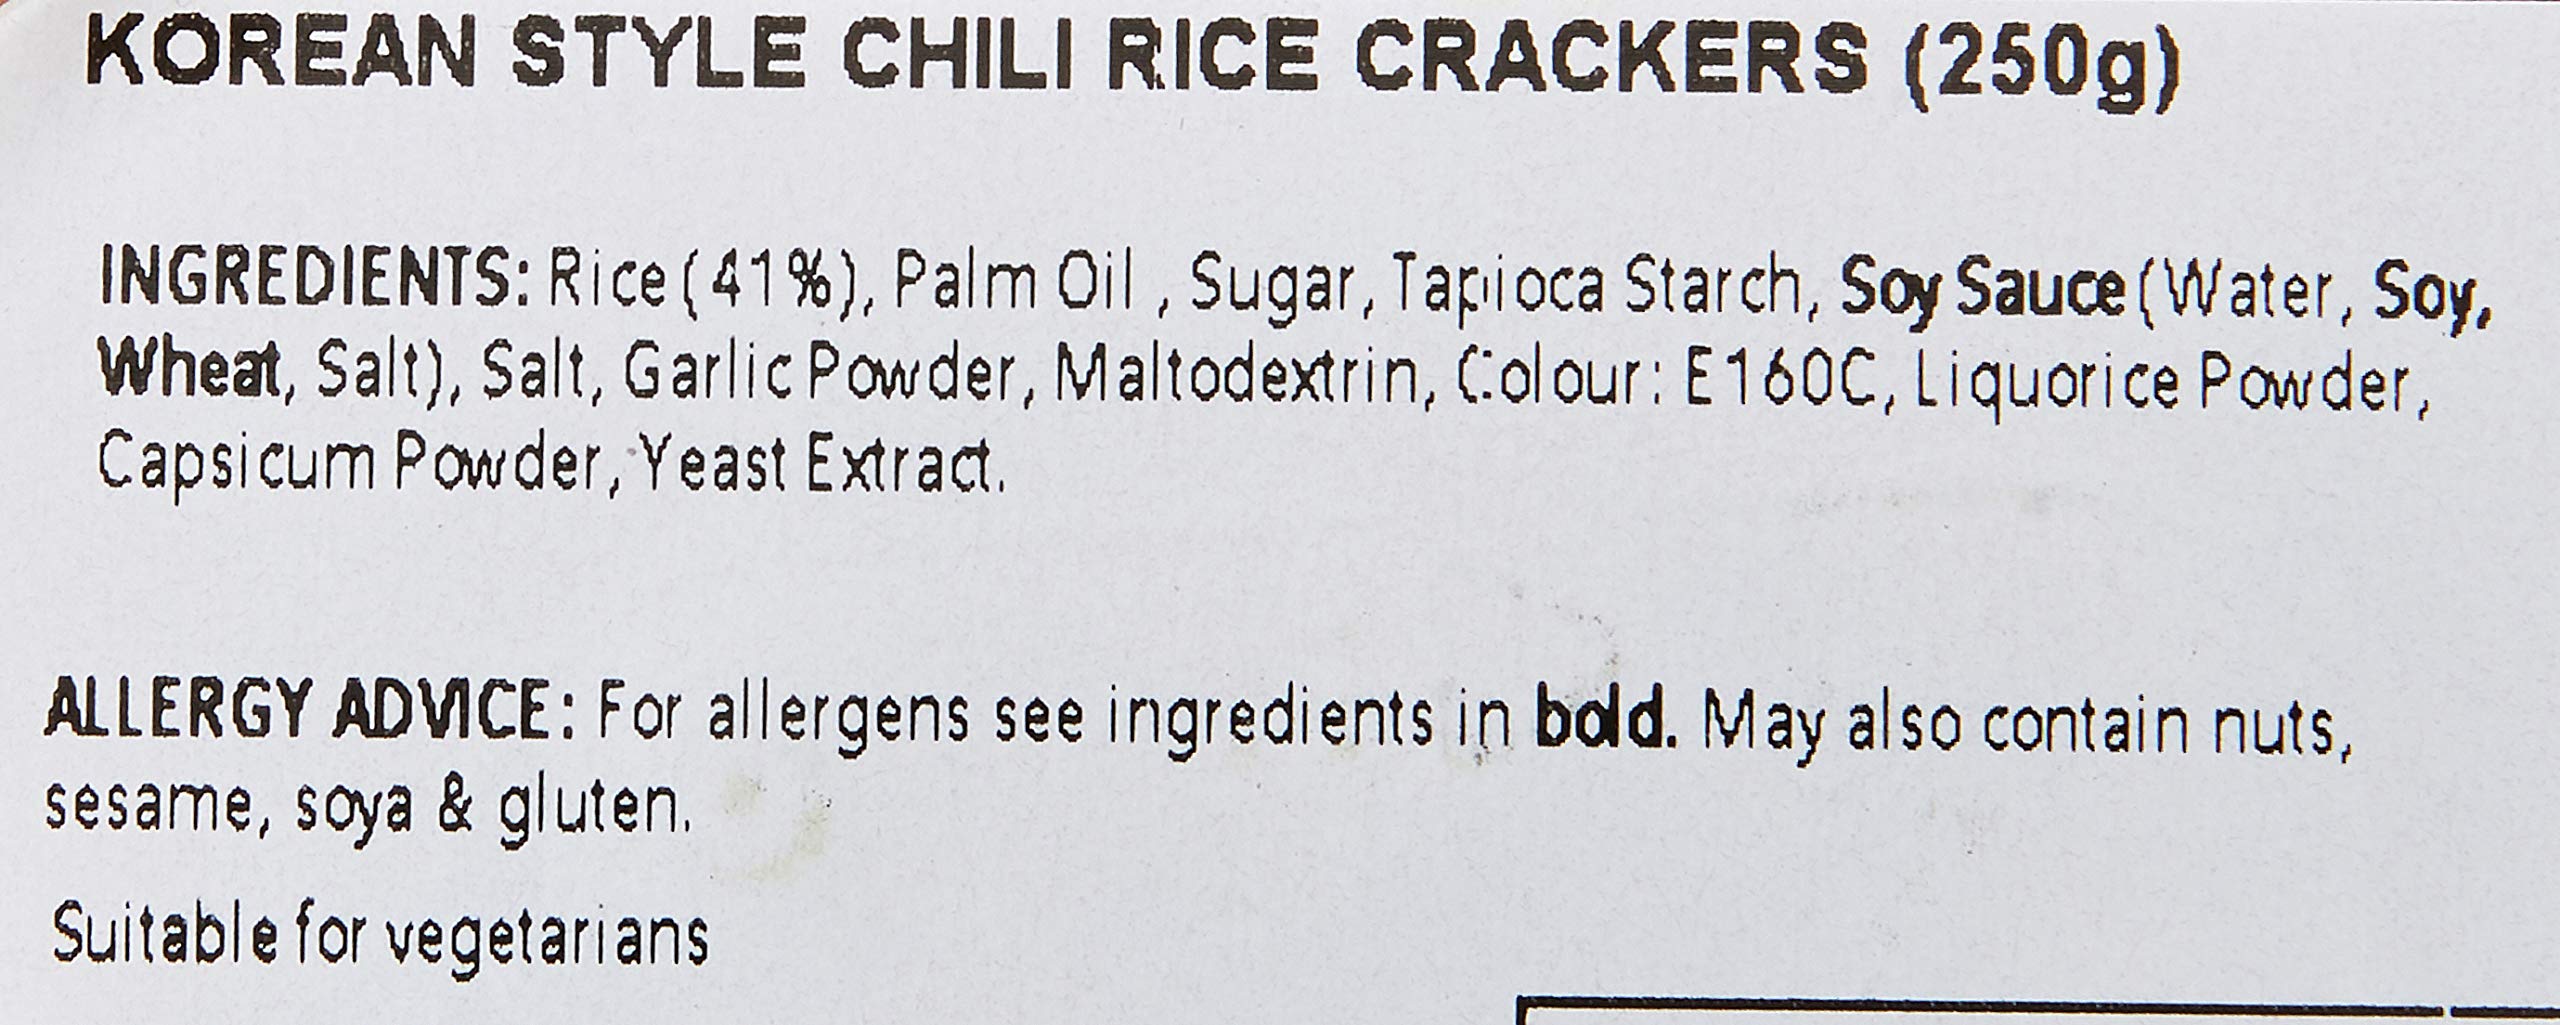 KOREAN STYLE CHILI RICE CRACKERS (250g)
INGREDIENTS: Rice (41%), Palm Oil , Sugar, Tapioca Starch, Soy Sauce (Water, Soy,
Wheat, Salt), Salt, Garlic Powder, Maltodextrin, Colour: E160C, Liquorice Powder,
Capsicum Powder, Yeast Extract.
ALLERGY ADVICE: For allergens see ingredients in bold. May also contain nuts,
sesame, soya & gluten.
Suitable for vegetarians